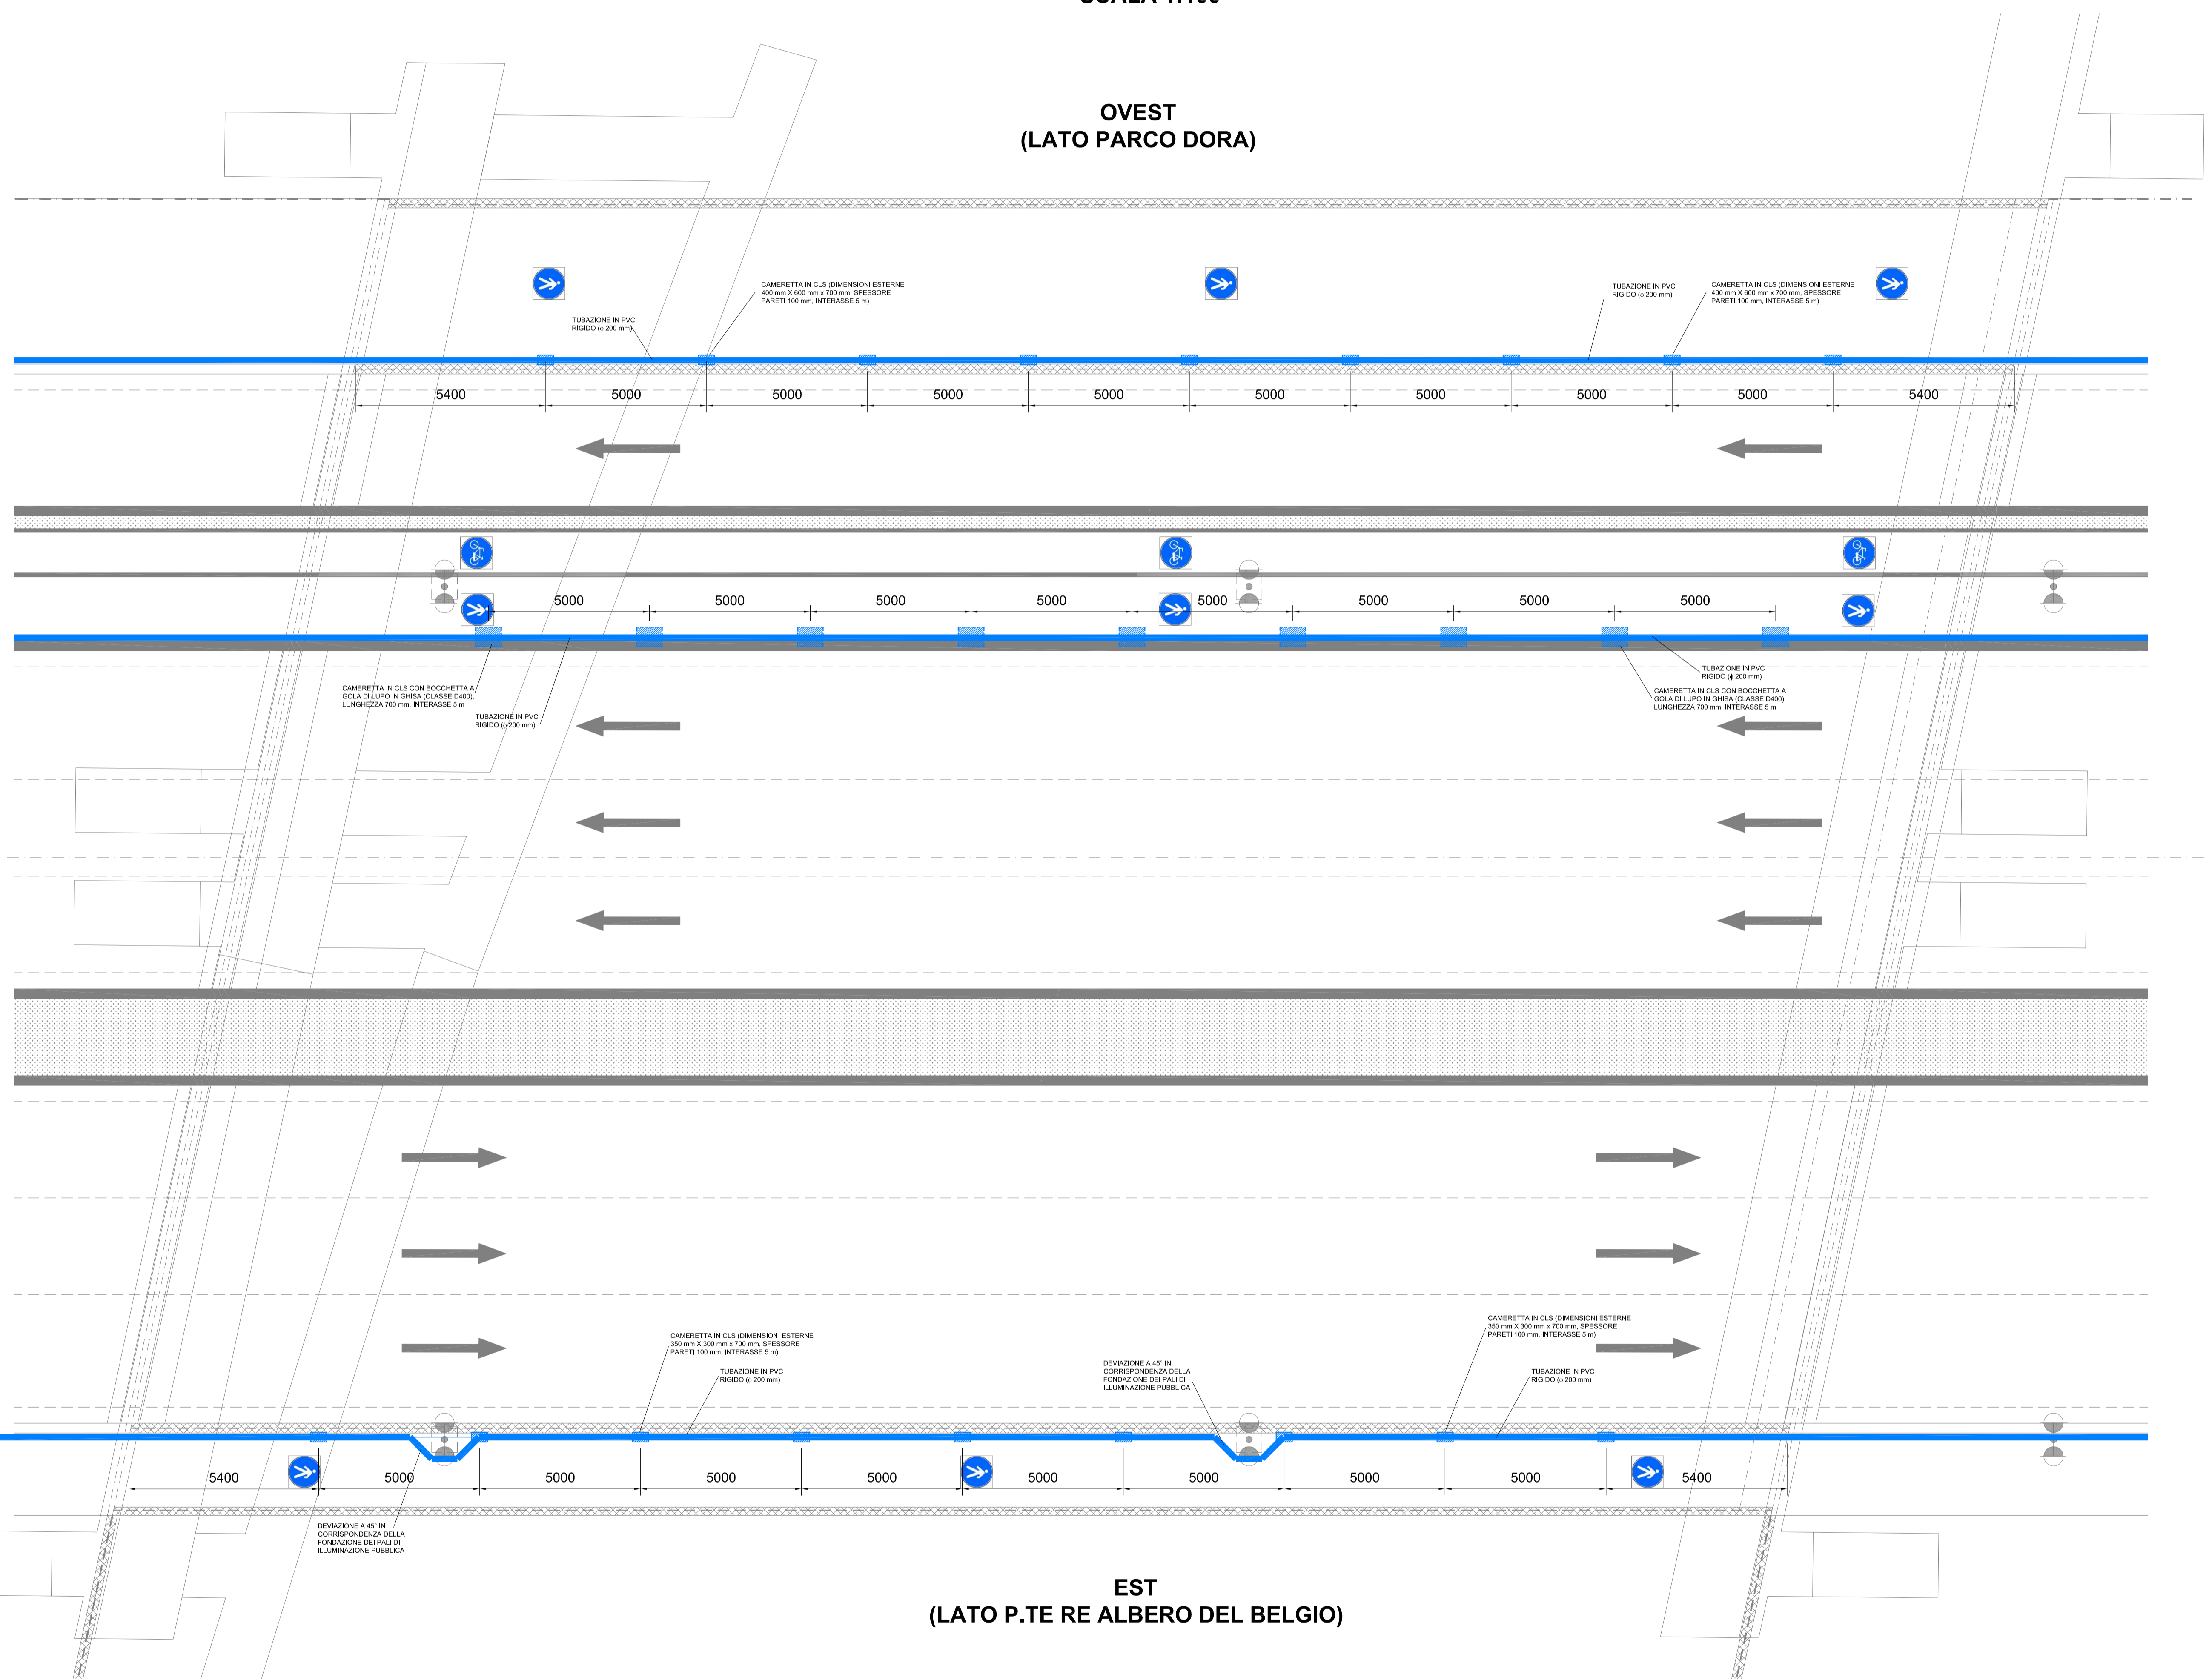 OVEST
(LATO PARCO DORA)
CAMERETTA IN CLS (DIMENSIONI ESTERNE
400 mm X 600 mm x 700 mm, SPESSORE
PARETI 100 mm, INTERASSE 5 m)
TUBAZIONE IN PVC
RIGIDO (ϕ 200 mm)
TUBAZIONE IN PVC
RIGIDO (ϕ 200 mm)
CAMERETTA IN CLS (DIMENSIONI ESTERNE
400 mm X 600 mm x 700 mm, SPESSORE
PARETI 100 mm, INTERASSE 5 m)
5400 5000 5000 5000 5000 5000 5000 5000 5000 5400
5000 5000 5000 5000 5000 5000 5000 5000
CAMERETTA IN CLS CON BOCCHETTA A
GOLA DI LUPO IN GHISA (CLASSE D400),
LUNGHEZZA 700 mm, INTERASSE 5 m
TUBAZIONE IN PVC
RIGIDO (ϕ 200 mm)
TUBAZIONE IN PVC
RIGIDO (ϕ 200 mm)
CAMERETTA IN CLS CON BOCCHETTA A
GOLA DI LUPO IN GHISA (CLASSE D400),
LUNGHEZZA 700 mm, INTERASSE 5 m
CAMERETTA IN CLS (DIMENSIONI ESTERNE
350 mm X 300 mm x 700 mm, SPESSORE
PARETI 100 mm, INTERASSE 5 m)
TUBAZIONE IN PVC
RIGIDO (ϕ 200 mm)
DEVIAZIONE A 45° IN
CORRISPONDENZA DELLA
FONDAZIONE DEI PALI DI
ILLUMINAZIONE PUBBLICA
CAMERETTA IN CLS (DIMENSIONI ESTERNE
350 mm X 300 mm x 700 mm, SPESSORE
PARETI 100 mm, INTERASSE 5 m)
TUBAZIONE IN PVC
RIGIDO (ϕ 200 mm)
5400 5000 5000 5000 5000 5000 5000 5000 5000 5400
DEVIAZIONE A 45° IN
CORRISPONDENZA DELLA
FONDAZIONE DEI PALI DI
ILLUMINAZIONE PUBBLICA
EST
(LATO P.TE RE ALBERO DEL BELGIO)